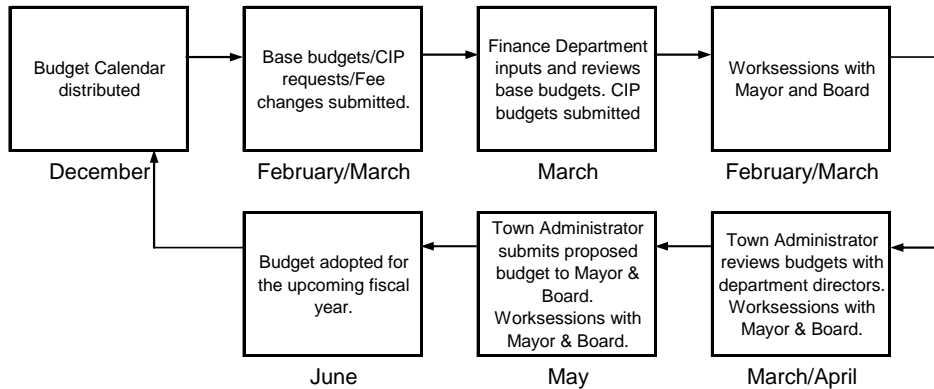 Budget Calendar
distributed
December
Base budgets/CIP
requests/Fee
changes submitted.
February/March
Finance Department
inputs and reviews
base budgets. CIP
budgets submitted
March
Worksessions with
Mayor and Board
February/March
Town Administrator
reviews budgets with
department directors.
Worksessions with
Mayor & Board.
March/April
Town Administrator
submits proposed
budget to Mayor &
Board.
Worksessions with
Mayor & Board.
May
Budget adopted for
the upcoming fiscal
year.
June